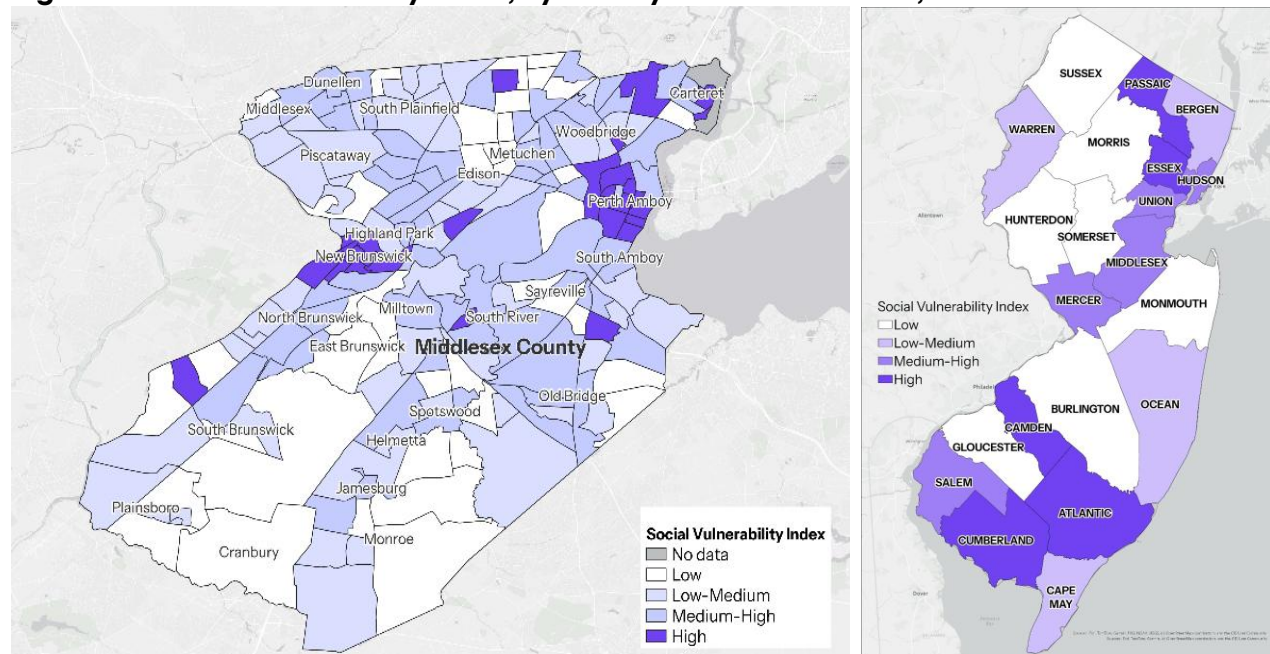 Dunellen
Middlesex
South Plainfield
Carteret
Woodbridge
Piscataway
Metuchen
Edison
Perth Amboy
Highland Park
New Brunswick
South Amboy
Sayreville
Milltown
North Brunswick
South River
East Brunswick
Middlesex County
Old Bridge
Spotswood
South Brunswick
Helmetta
Jamesburg
Plainsboro
Monroe
Cranbury
Social Vulnerability Index
No data
Low
Low-Medium
Medium-High
High
SUSSEX
PASSAIC
BERGEN
WARREN
MORRIS
ESSEX
HUDSON
UNION
HUNTERDON
SOMERSET
MIDDLESEX
MERCER
MONMOUTH
Social Vulnerability Index
Low
Low-Medium
Medium-High
High
OCEAN
BURLINGTON
CAMDEN
GLOUCESTER
SALEM
ATLANTIC
CUMBERLAND
CAPE
MAY